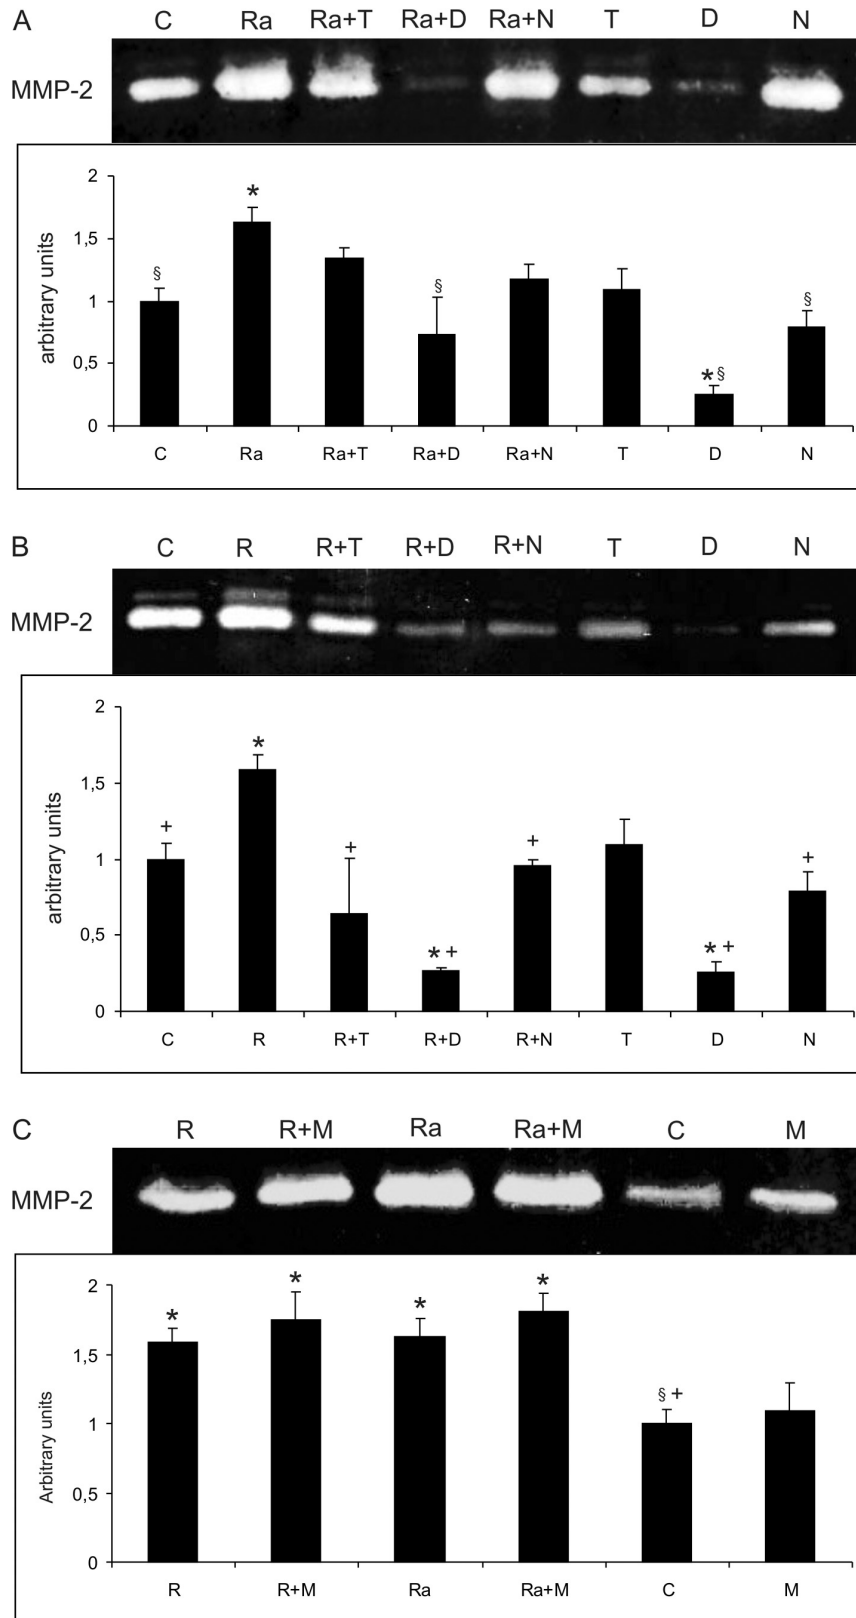 A C Ra Ra+T Ra+D Ra+N T D N
MMP-2
2
*
1,5
§
§
§
1
0,5
*§
0
arbitrary units
C Ra Ra+T Ra+D Ra+N T D N
B C R R+T R+D R+N T D N
MMP-2
2
*
1,5
+
+
+
+
1
0,5
*+
*+
0
arbitrary units
C R R+T R+D R+N T D N
C R R+M Ra Ra+M C M
MMP-2
2
*
*
*
*
1,5
§+
1
0,5
0
Arbitrary units
R R+M Ra Ra+M C M